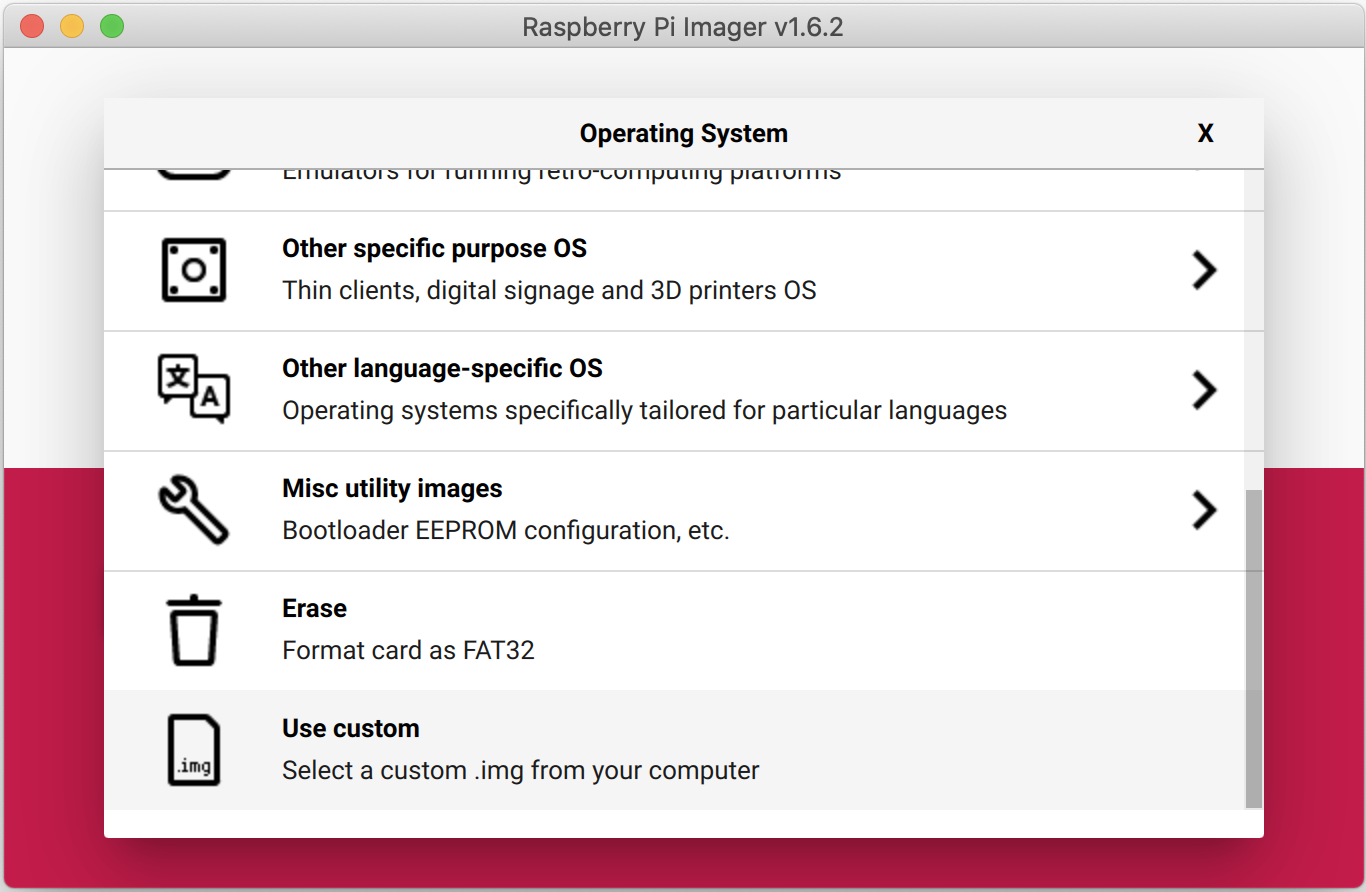 Raspberry Pi Imager v1.6.2
Operating System
X
Emulators for running retro-computing platforms
Other specific purpose OS
Thin clients, digital signage and 3D printers OS
文
A
Other language-specific OS
Operating systems specifically tailored for particular languages
Misc utility images
Bootloader EEPROM configuration, etc.
Erase
Format card as FAT32
.img
Use custom
Select a custom .img from your computer